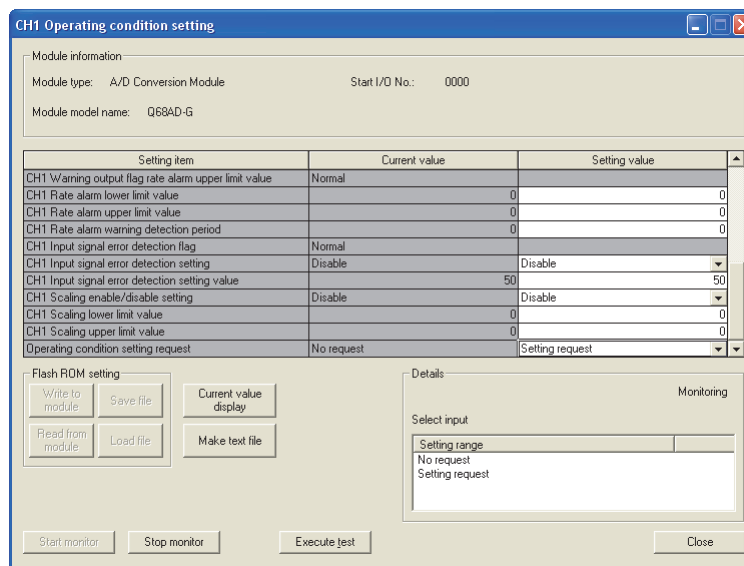 CH1 Operating condition setting
Module information
Module type: A/D Conversion Module Start I/O No.: 0000
Module model name: Q68AD-G
Setting item Current value Setting value
CH1 Warning output flag rate alarm upper limit value Normal
CH1 Rate alarm lower limit value 0 0
CH1 Rate alarm upper limit value 0 0
CH1 Rate alarm warning detection period 0 0
CH1 Input signal error detection flag Normal
CH1 Input signal error detection setting Disable Disable
CH1 Input signal error detection setting value 50 50
CH1 Scaling enable/disable setting Disable Disable
CH1 Scaling lower limit value 0 0
CH1 Scaling upper limit value 0 0
Operating condition setting request No request Setting request
Flash ROM setting
Write to module
Save file
Current value display
Read from module
Load file
Make text file
Details
Monitoring
Select input
Setting range
No request
Setting request
Start monitor Stop monitor Execute test Close